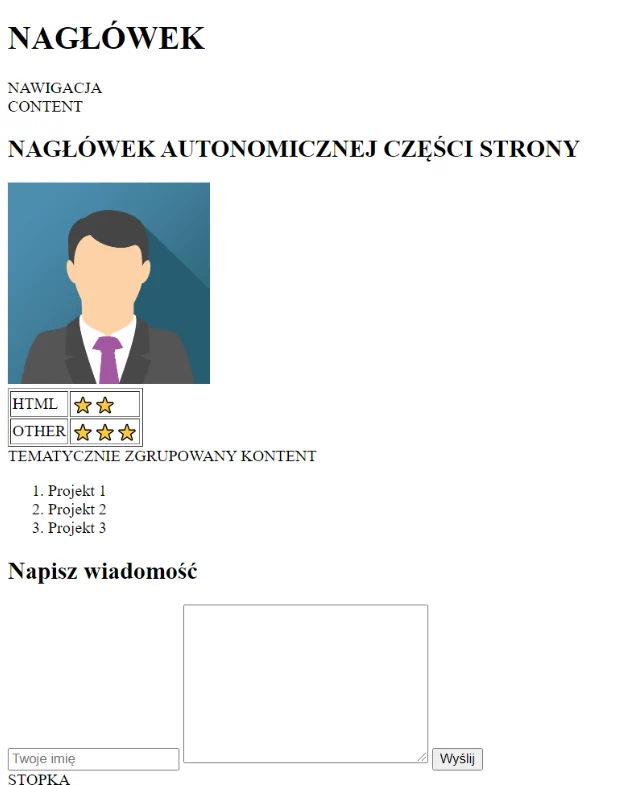 NAGŁÓWEK
NAWIGACJA
CONTENT
NAGŁÓWEK AUTONOMICZNEJ CZĘŚCI STRONY
HTML
OTHER
TEMATYCZNIE ZGRUPOWANY KONTENT
1. Projekt 1
2. Projekt 2
3. Projekt 3
Napisz wiadomość
Twoje imię Wyślij
STOPKA